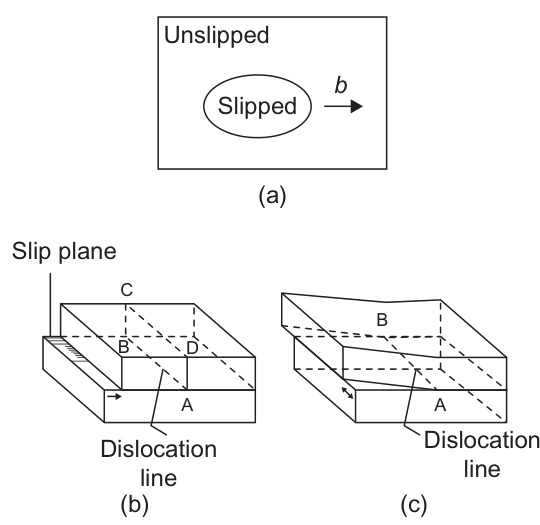 Unslipped
Slipped
b
(a)
Slip plane
C
B
D
A
Dislocation
line
(b)
B
A
Dislocation
line
(c)